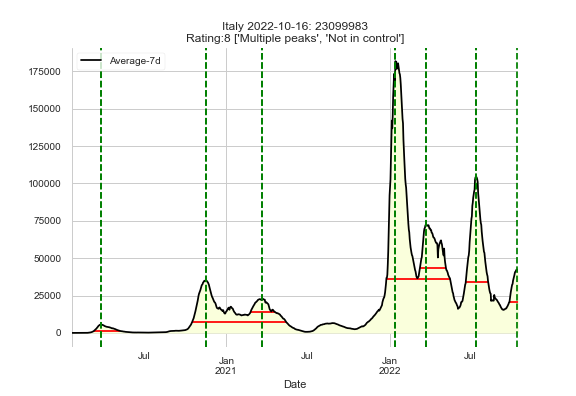 Italy 2022-10-16: 23099983
Rating:8 ['Multiple peaks', 'Not in control']
Average-7d
175000
150000
125000
100000
75000
50000
25000
0
Jul
Jan
2021
Jul
Jan
2022
Jul
Date